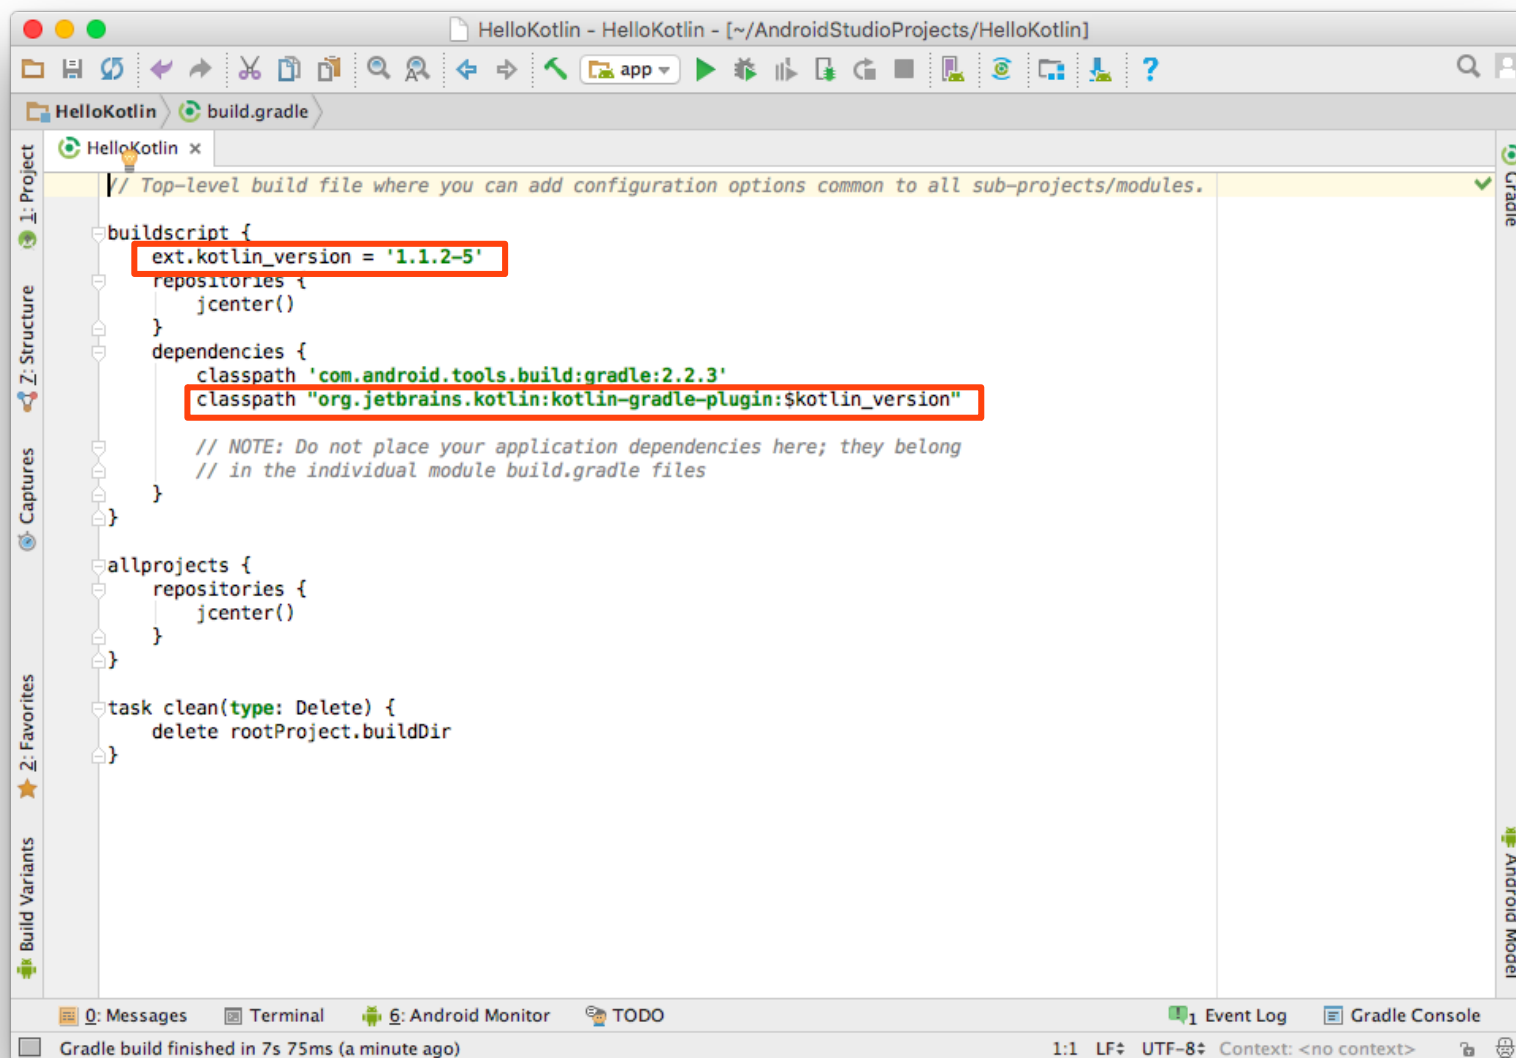 HelloKotlin - HelloKotlin - [~/AndroidStudioProjects/HelloKotlin]
app
HelloKotlin build.gradle
HelloKotlin
1: Project
7: Structure
Captures
2: Favorites
Build Variants
// Top-level build file where you can add configuration options common to all sub-projects/modules.
buildscript {
ext.kotlin_version = '1.1.2-5'
repositories {
jcenter()
}
dependencies {
classpath 'com.android.tools.build:gradle:2.2.3'
classpath "org.jetbrains.kotlin:kotlin-gradle-plugin:$kotlin_version"
// NOTE: Do not place your application dependencies here; they belong
// in the individual module build.gradle files
}
}
allprojects {
repositories {
jcenter()
}
}
task clean(type: Delete) {
delete rootProject.buildDir
}
Gradle
Android Model
0: Messages Terminal 6: Android Monitor TODO 1 Event Log Gradle Console
Gradle build finished in 7s 75ms (a minute ago) 1:1 LF UTF-8 Context: <no context>